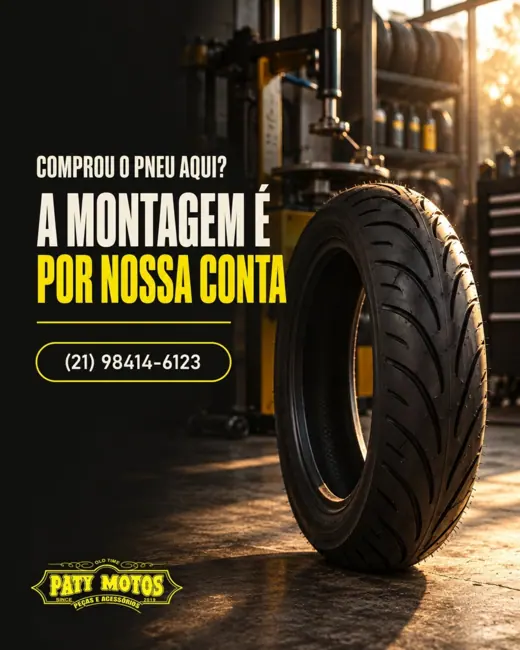 COMPROU O PNEU AQUI?
A MONTAGEM É
POR NOSSA CONTA
(21) 98414-6123
OLD TIME
PATY MOTOS
SINCE 2018
PEÇAS E ACESSÓRIOS